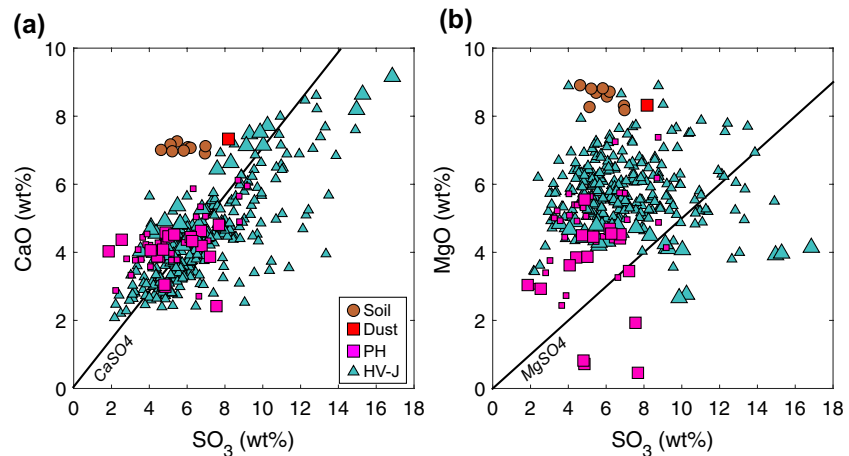 (a)
10
8
6
4
2
0
CaO (wt%)
0 2 4 6 8 10 12 14 16 18
SO3 (wt%)
CaSO4
Soil
Dust
PH
HV-J
(b)
10
8
6
4
2
0
MgO (wt%)
0 2 4 6 8 10 12 14 16 18
SO3 (wt%)
MgSO4